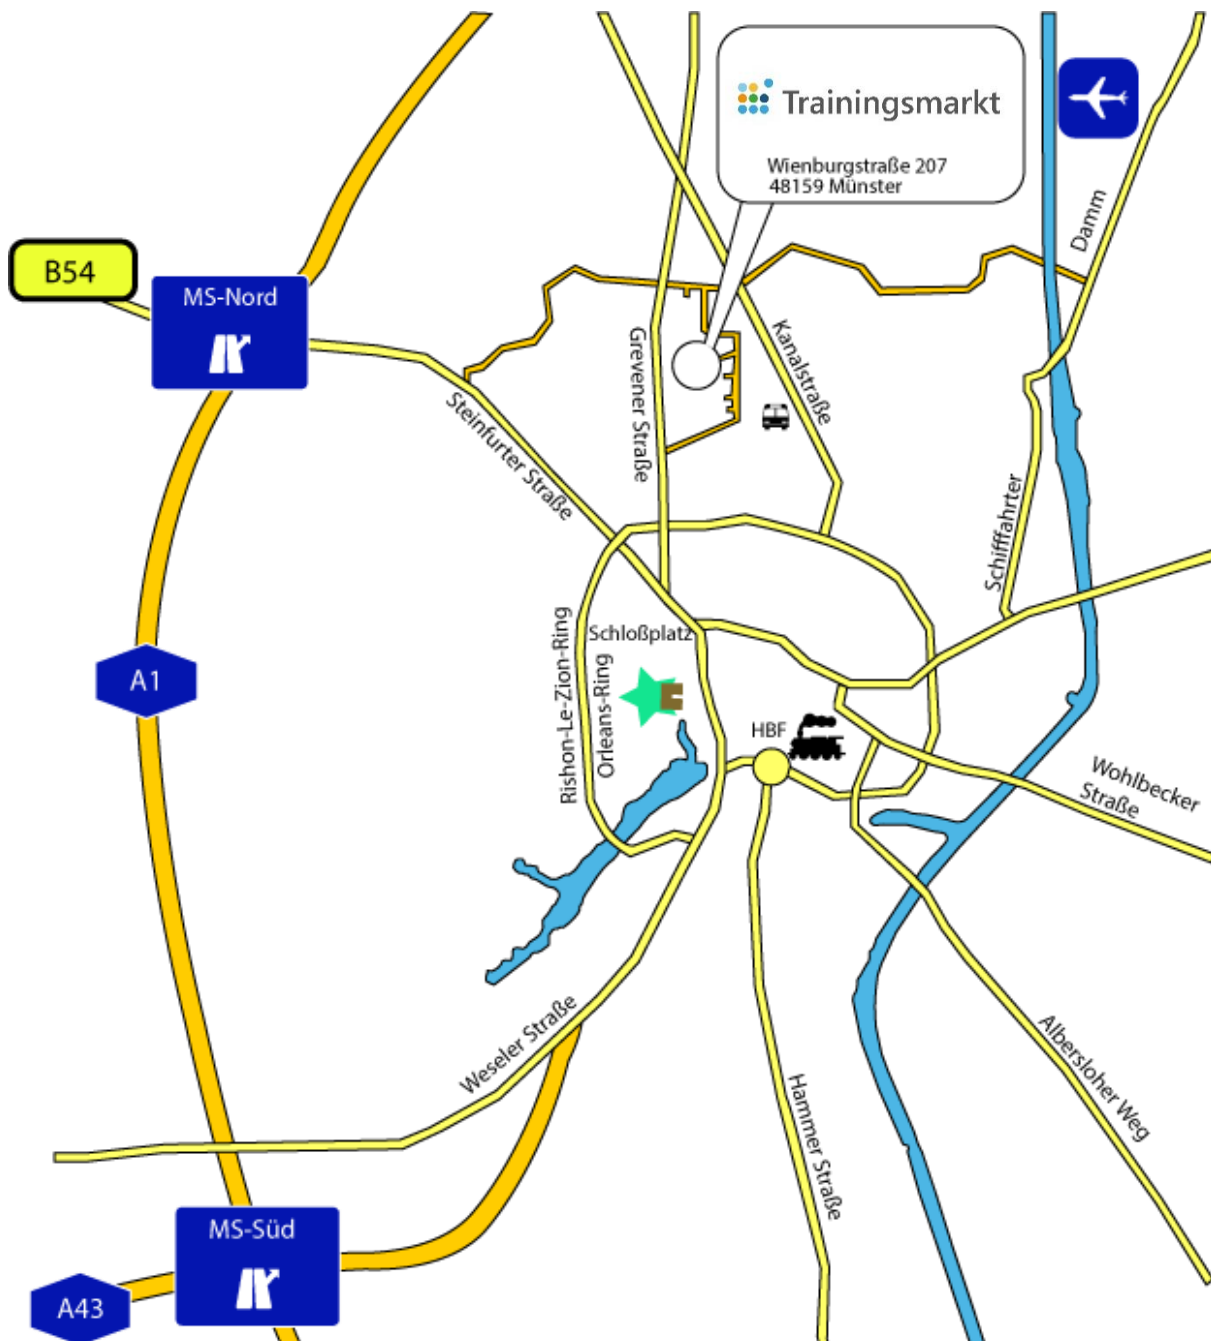 Trainingsmarkt
Wienburgstraße 207
48159 Münster
Damm
B54
MS-Nord
Kanalstraße
Grevener Straße
Steinfurter Straße
Schifffahrter
Rishon-Le-Zion-Ring
Schloßplatz
Orleans-Ring
A1
HBF
Wohlbecker
Straße
Weseler Straße
Albersloher Weg
Hammer Straße
MS-Süd
A43